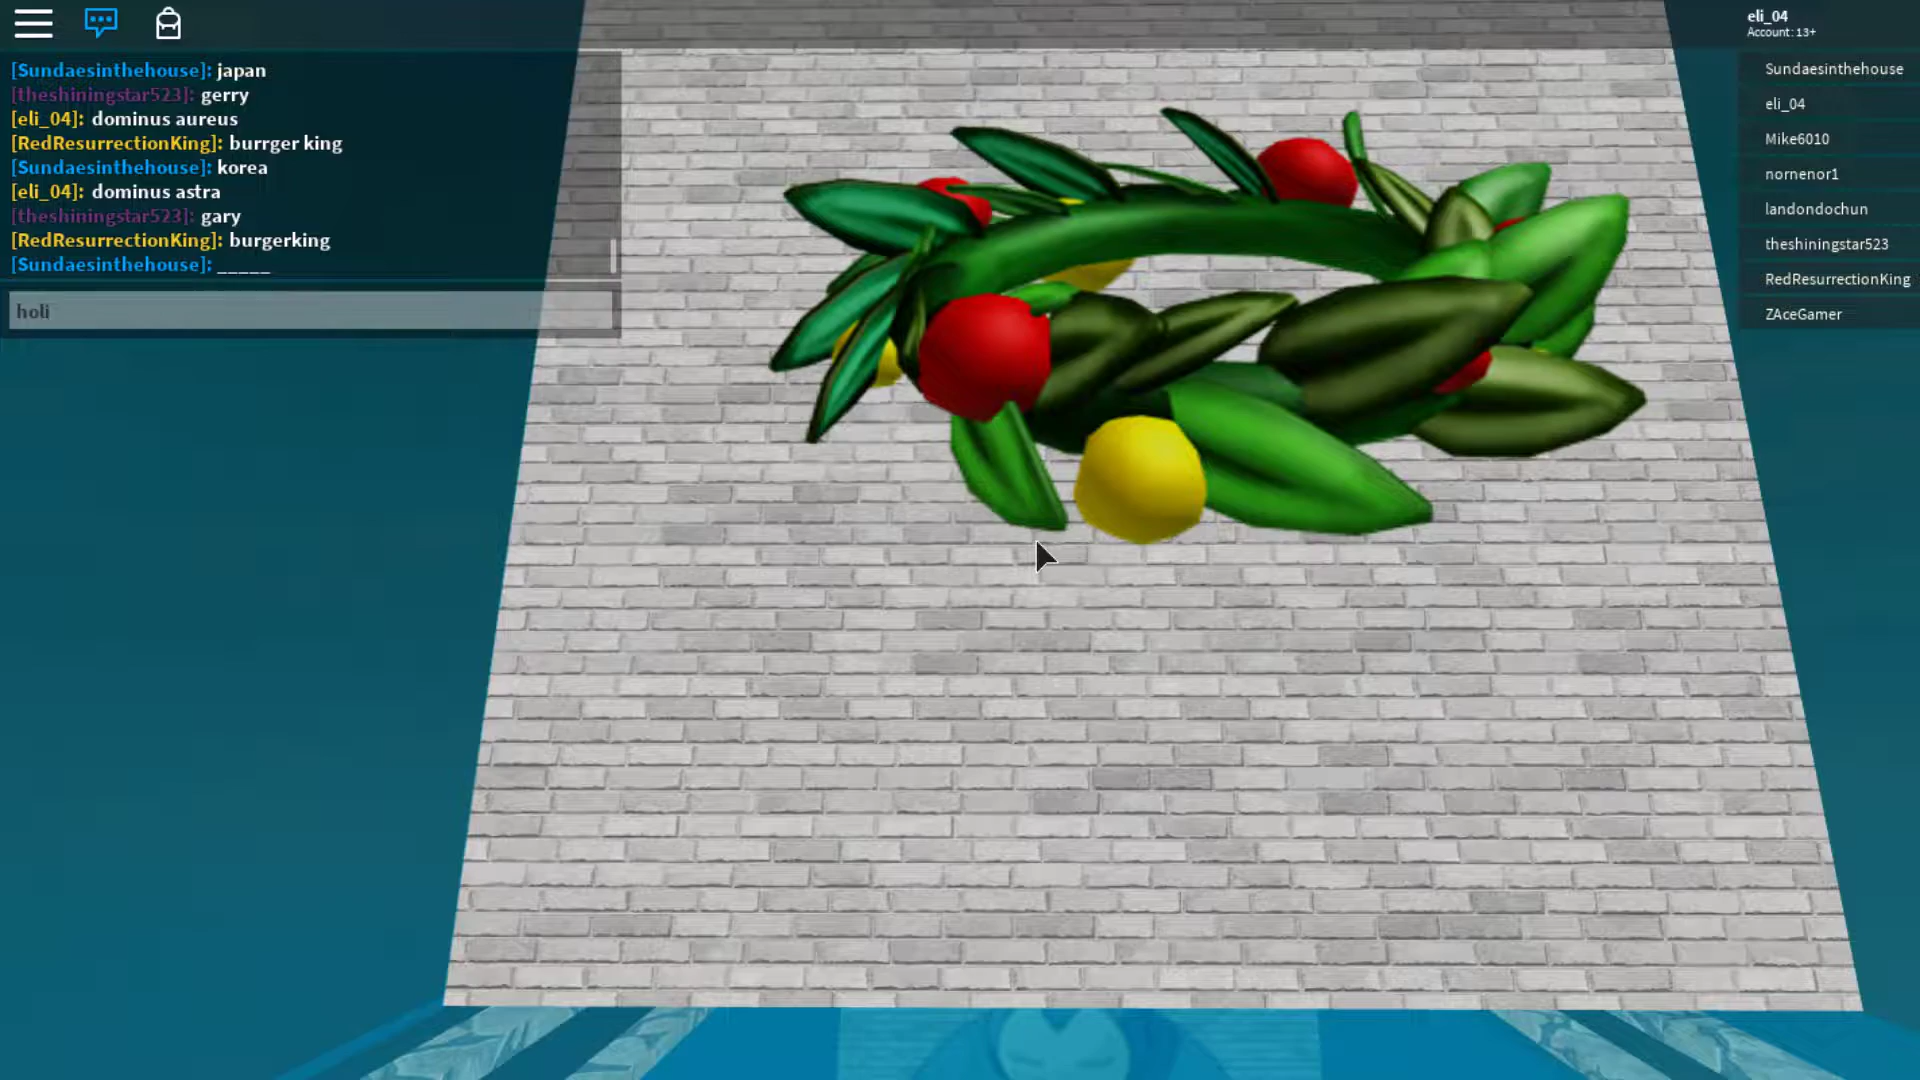 eli_04
Account: 13+
[Sundaesinthehouse]: japan
[theshiningstar523]: gerry
[eli_04]: dominus aureus
[RedResurrectionKing]: burrger king
[Sundaesinthehouse]: korea
[eli_04]: dominus astra
[theshiningstar523]: gary
[RedResurrectionKing]: burgerking
[Sundaesinthehouse]: _____
holi
Sundaesinthehouse
eli_04
Mike6010
nornenor1
landondochun
theshiningstar523
RedResurrectionKing
ZAceGamer